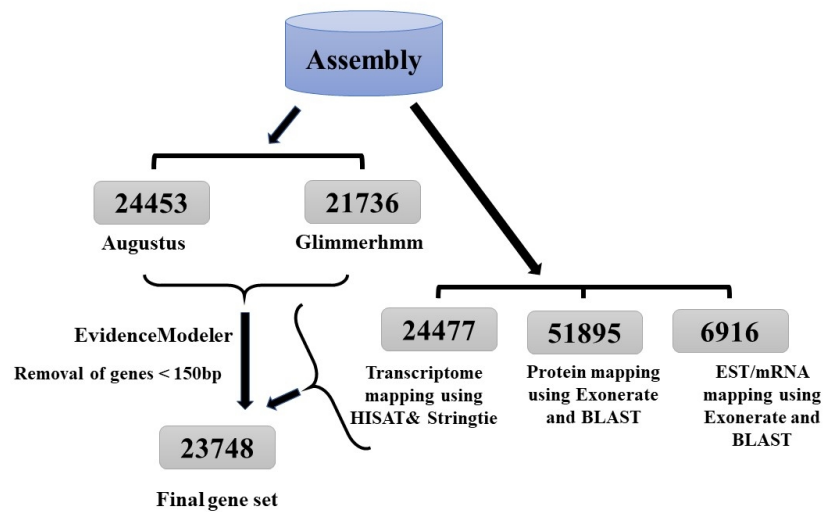 Assembly
24453
Augustus
21736
Glimmerhmm
24477
Transcriptome
mapping using
HISAT& Stringtie
51895
Protein mapping
using Exonerate
and BLAST
6916
EST/mRNA
mapping using
Exonerate and
BLAST
EvidenceModeler
Removal of genes < 150bp
23748
Final gene set